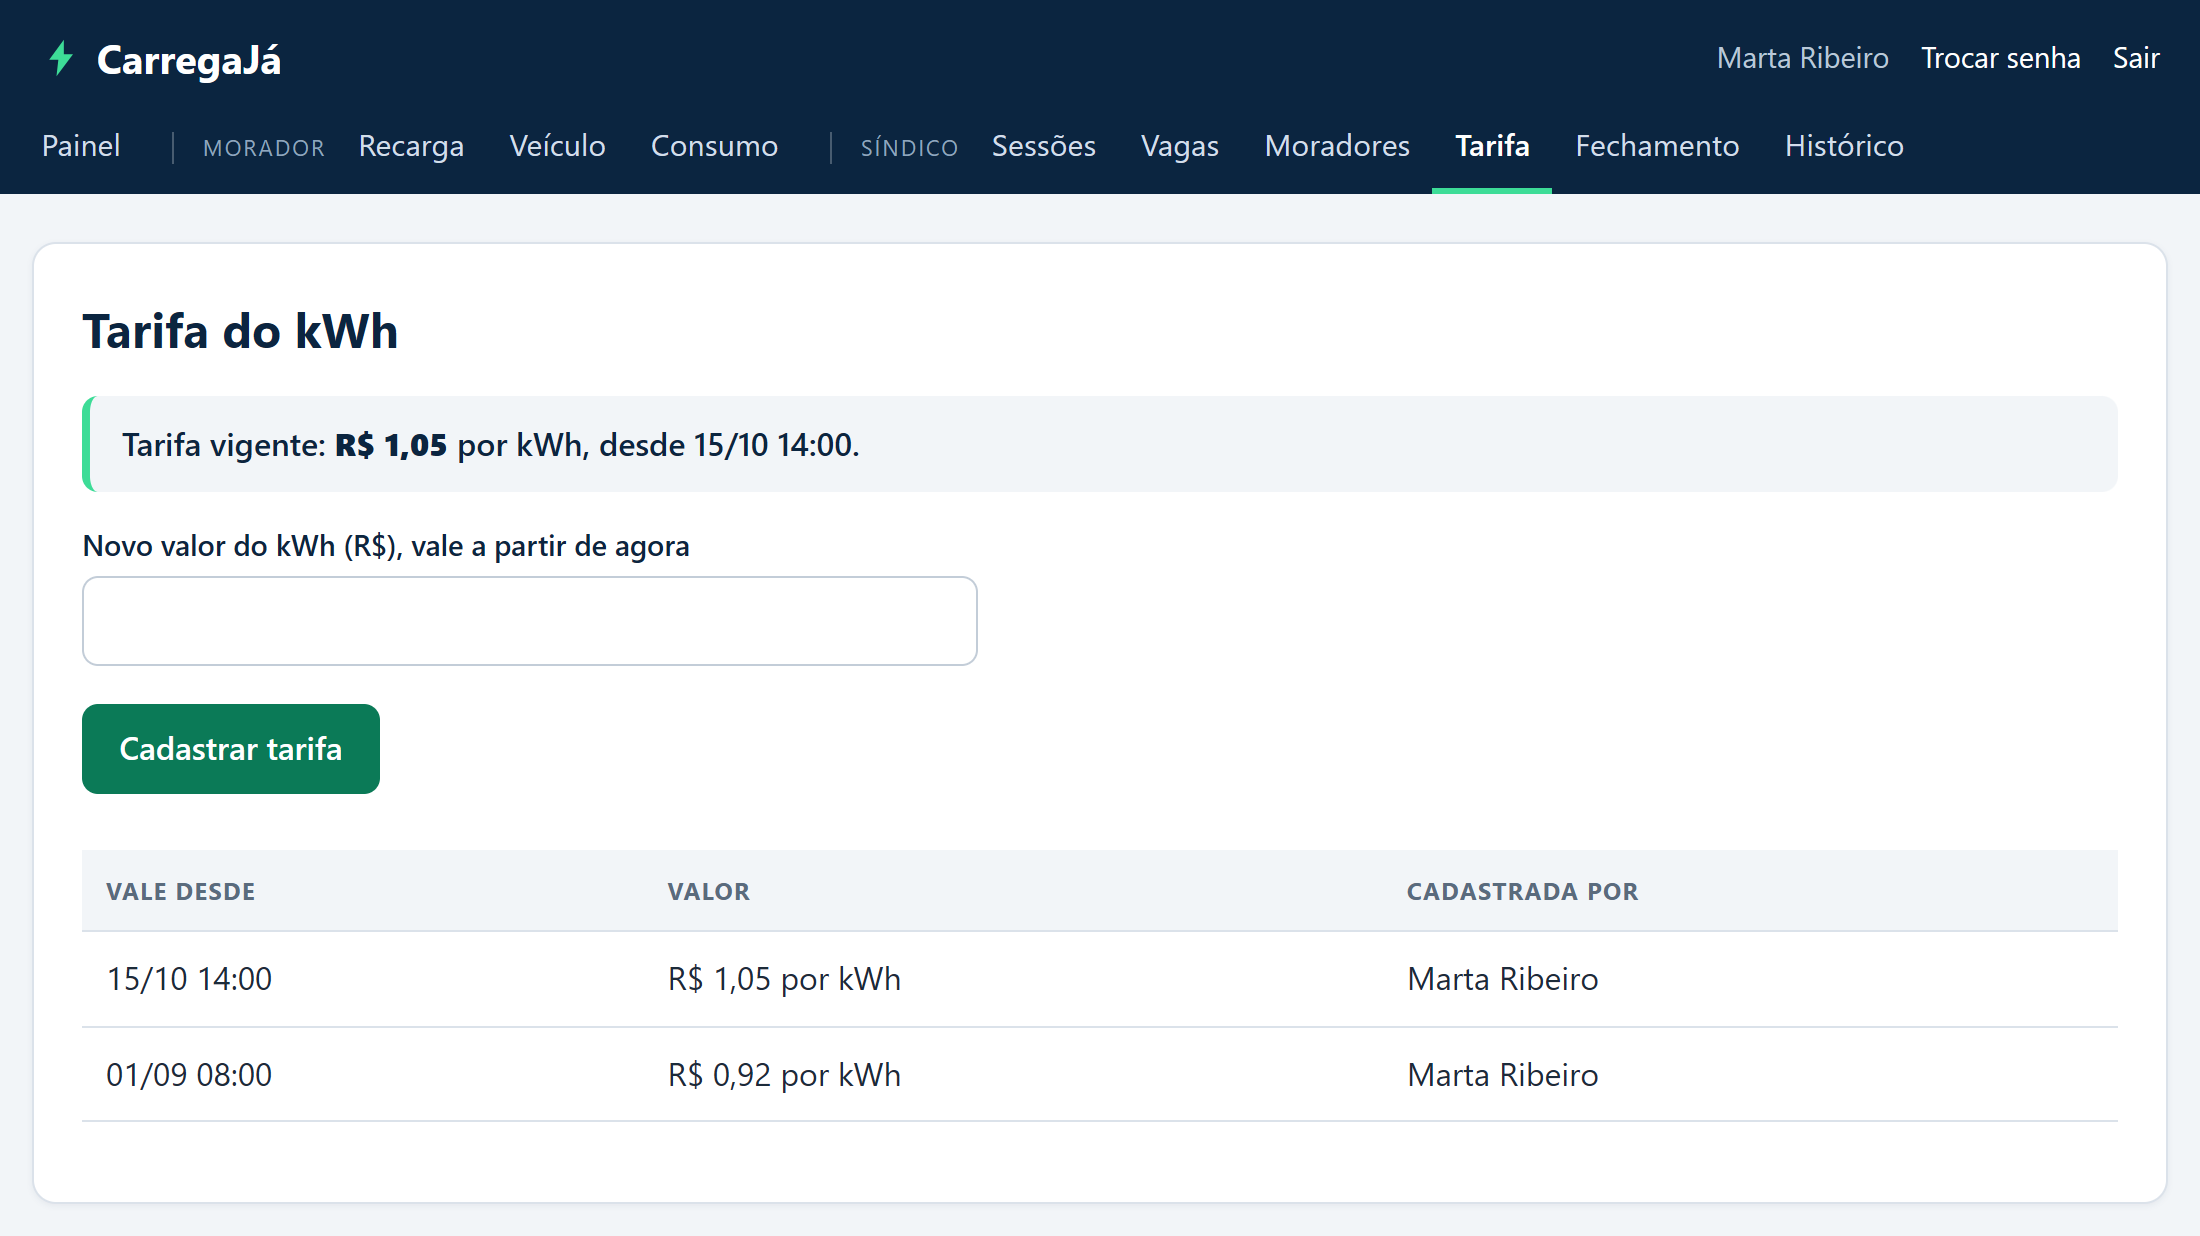 CarregaJá
Marta Ribeiro Trocar senha Sair
Painel MORADOR Recarga Veículo Consumo SÍNDICO Sessões Vagas Moradores Tarifa Fechamento Histórico
Tarifa do kWh
Tarifa vigente: R$ 1,05 por kWh, desde 15/10 14:00.
Novo valor do kWh (R$), vale a partir de agora
Cadastrar tarifa
VALE DESDE VALOR CADASTRADA POR
15/10 14:00 R$ 1,05 por kWh Marta Ribeiro
01/09 08:00 R$ 0,92 por kWh Marta Ribeiro